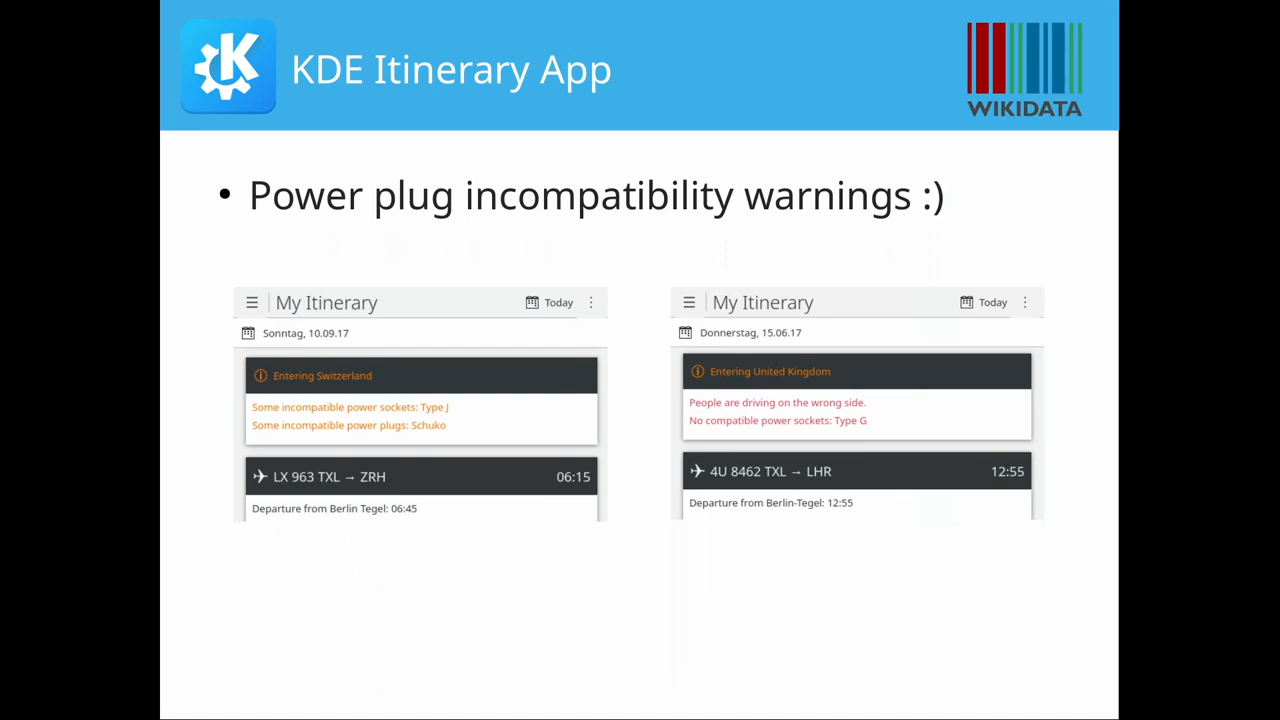 KDE Itinerary App
WIKIDATA
• Power plug incompatibility warnings :)
My Itinerary
Today
Sonntag, 10.09.17
Entering Switzerland
Some incompatible power sockets: Type J
Some incompatible power plugs: Schuko
LX 963 TXL → ZRH
06:15
Departure from Berlin Tegel: 06:45
My Itinerary
Today
Donnerstag, 15.06.17
Entering United Kingdom
People are driving on the wrong side.
No compatible power sockets: Type G
4U 8462 TXL → LHR
12:55
Departure from Berlin-Tegel: 12:55